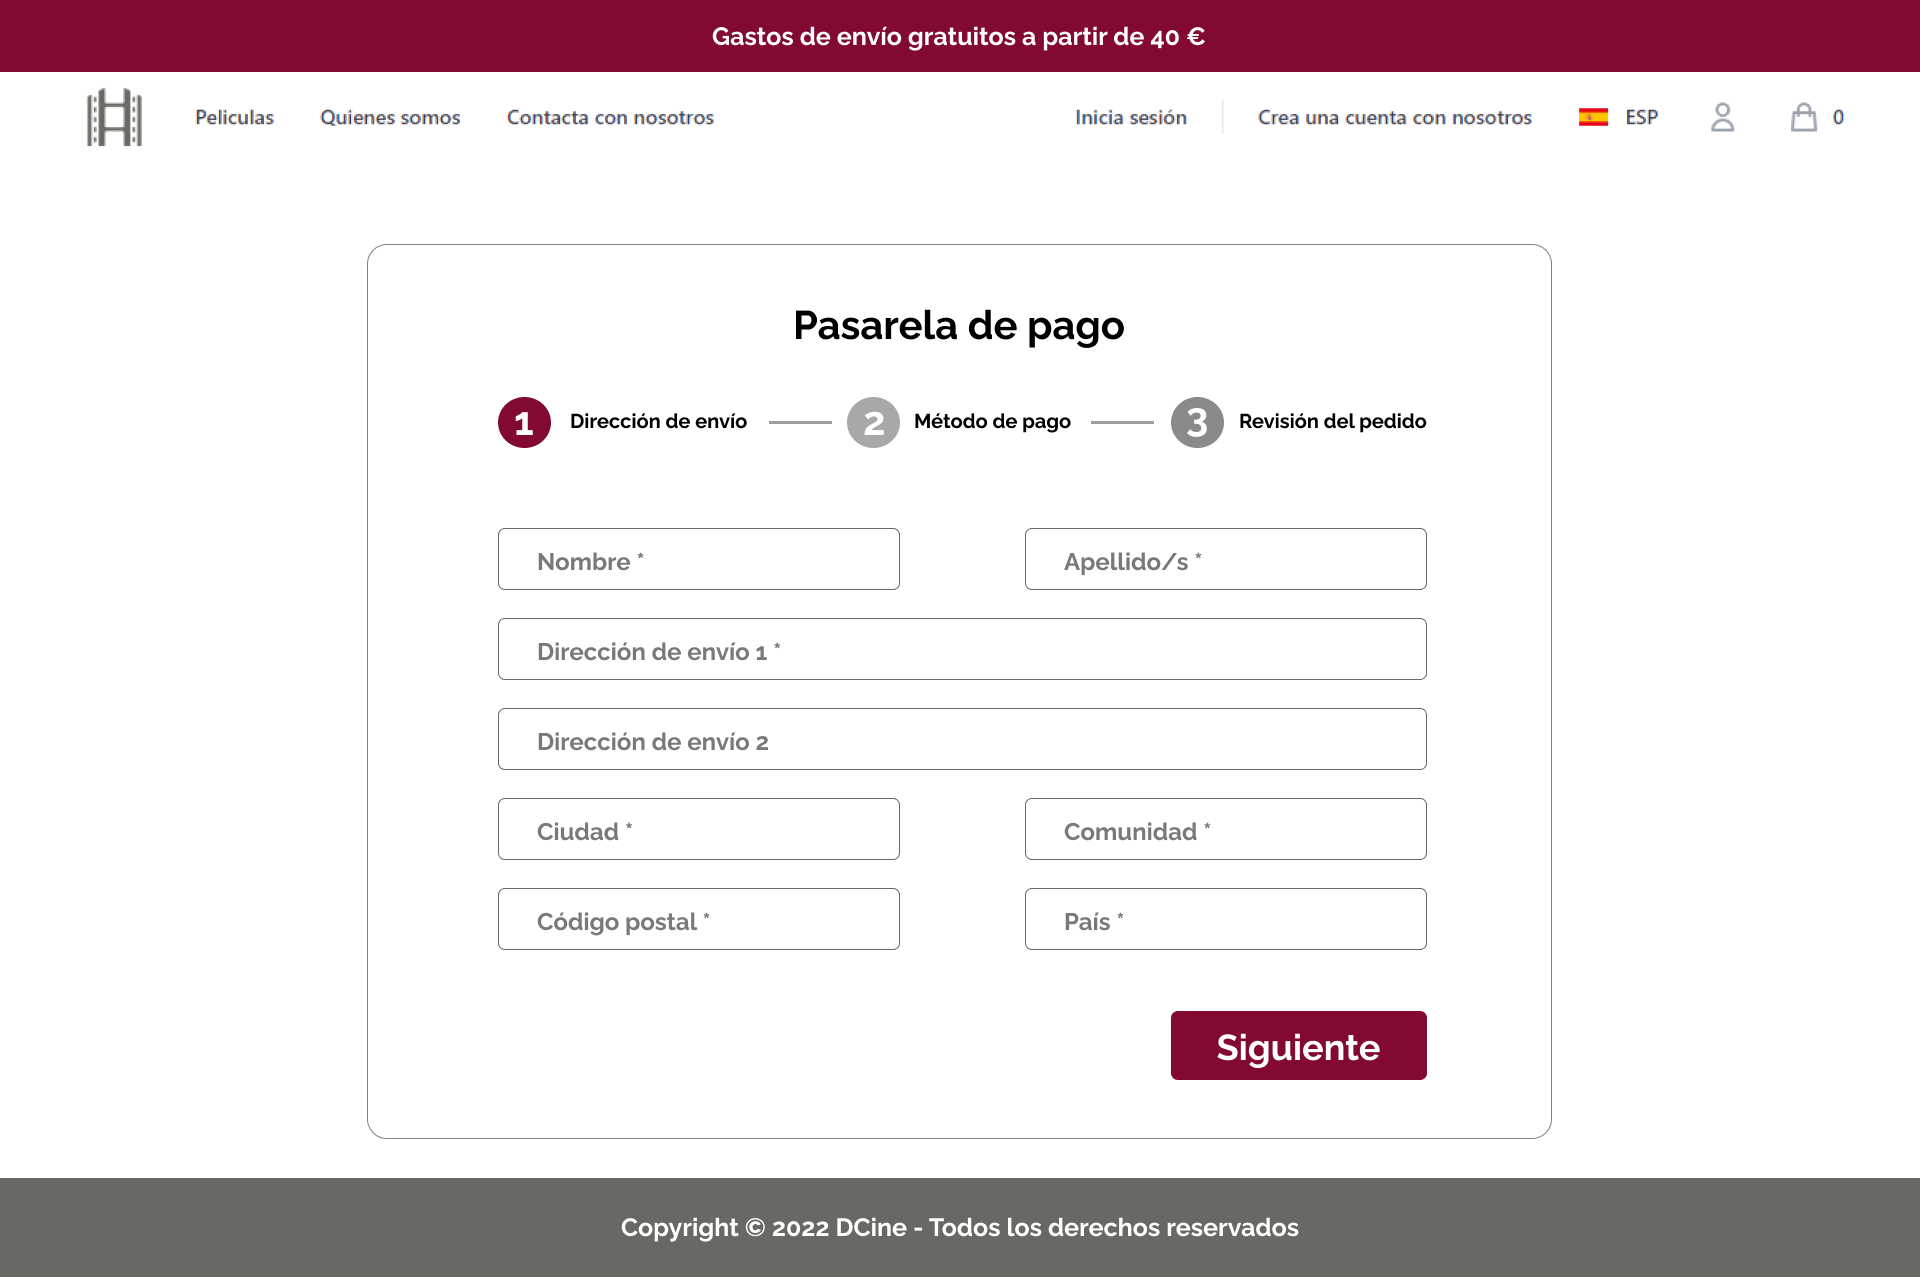 Gastos de envío gratuitos a partir de 40 €
Peliculas Quienes somos Contacta con nosotros Inicia sesión Crea una cuenta con nosotros ESP 0
Pasarela de pago
1 Dirección de envío 2 Método de pago 3 Revisión del pedido
Nombre * Apellido/s *
Dirección de envío 1 *
Dirección de envío 2
Ciudad * Comunidad *
Código postal * País *
Siguiente
Copyright © 2022 DCine - Todos los derechos reservados